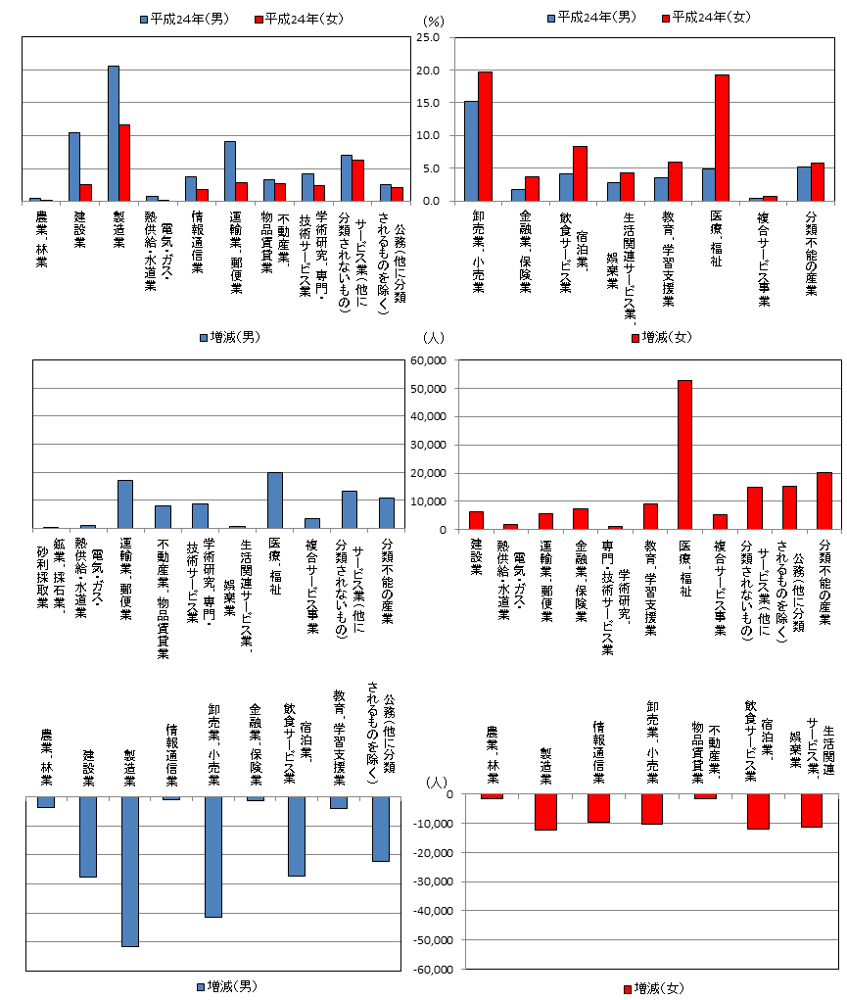 平成24年(男)
平成24年(女)
(%)
平成24年(男)
平成24年(女)
25.0
20.0
15.0
10.0
5.0
0.0
農業、林業
建設業
製造業
電気・ガス・
熱供給・水道業
情報通信業
運輸業、郵便業
不動産業、
物品賃貸業
学術研究、専門・
技術サービス業
サービス業(他に
分類されないもの)
公務(他に分類
されるものを除く)
卸売業、小売業
金融業、保険業
宿泊業、
飲食サービス業
生活関連サービス業、
娯楽業
教育、学習支援業
医療、福祉
複合サービス事業
分類不能の産業
増減(男)
(人)
増減(女)
60,000
50,000
40,000
30,000
20,000
10,000
0
鉱業、採石業、
砂利採取業
電気・ガス・
熱供給・水道業
運輸業、郵便業
不動産業、物品賃貸業
学術研究、専門・
技術サービス業
生活関連サービス業、
娯楽業
医療、福祉
複合サービス事業
サービス業(他に
分類されないもの)
分類不能の産業
建設業
電気・ガス・
熱供給・水道業
運輸業、郵便業
金融業、保険業
学術研究、
専門・技術サービス業
教育、学習支援業
医療、福祉
複合サービス事業
サービス業(他に
分類されないもの)
公務(他に分類
されるものを除く)
分類不能の産業
農業、林業
建設業
製造業
情報通信業
卸売業、小売業
金融業、保険業
宿泊業、
飲食サービス業
教育、学習支援業
公務(他に分類
されるものを除く)
農業、林業
製造業
情報通信業
卸売業、小売業
不動産業、
物品賃貸業
宿泊業、
飲食サービス業
生活関連
サービス業、
娯楽業
(人)
0
-10,000
-20,000
-30,000
-40,000
-50,000
-60,000
増減(男)
増減(女)